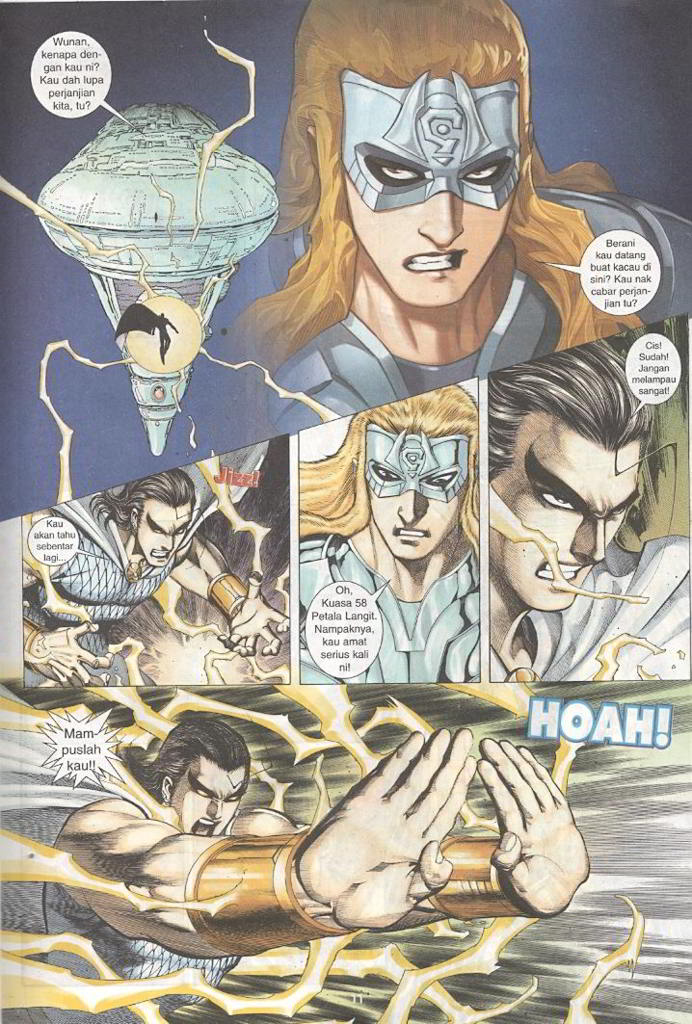 Wunan,
kenapa den-
gan kau ni?
Kau dah lupa
perjanjian
kita, tu?
Berani
kau datang
buat kacau di
sini? Kau nak
cabar perjan-
jian tu?
Cis!
Sudah!
Jangan
melampau
sangat!
Jizz!
Kau
akan tahu
sebentar
lagi...
Oh,
Kuasa 58
Petala Langit.
Nampaknya,
kau amat
serius kali
ni!
Mam-
puslah
kau!!
HOAH!